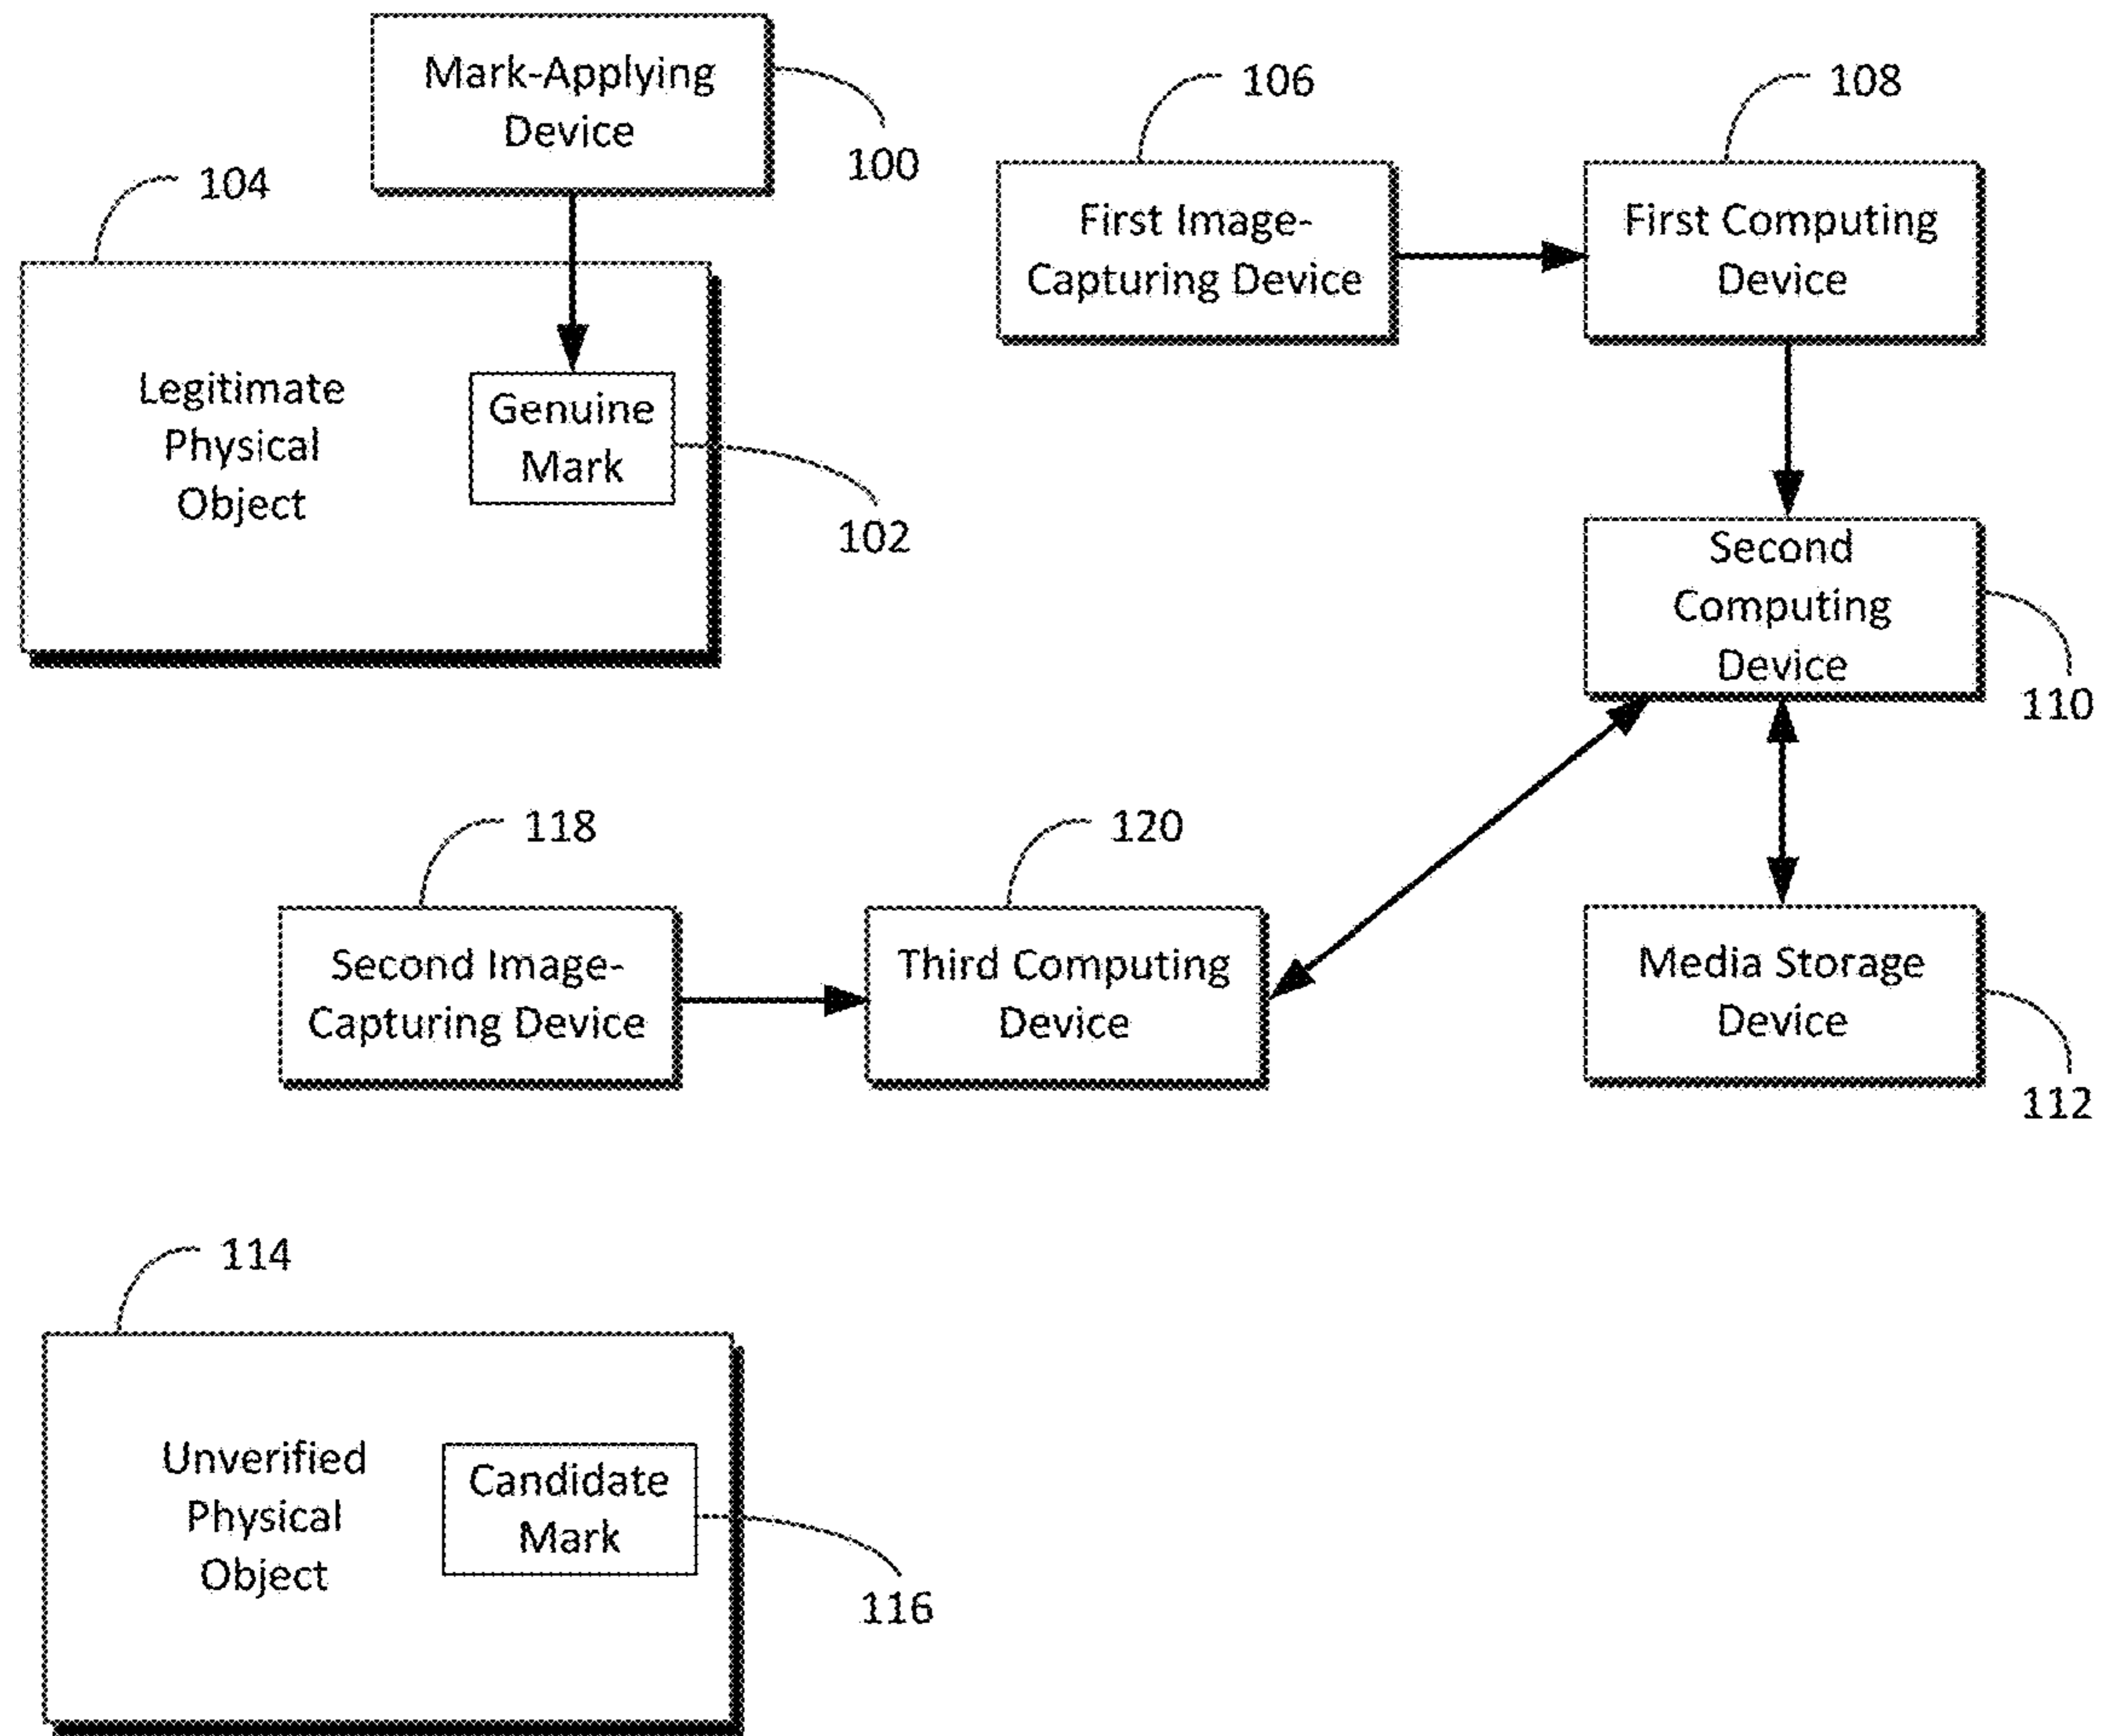 Mark-Applying
Device
100
104
Legitimate
Physical
Object
Genuine
Mark
102
106
First Image-
Capturing Device
108
First Computing
Device
Second
Computing
Device
110
118
Second Image-
Capturing Device
120
Third Computing
Device
Media Storage
Device
112
114
Unverified
Physical
Object
Candidate
Mark
116